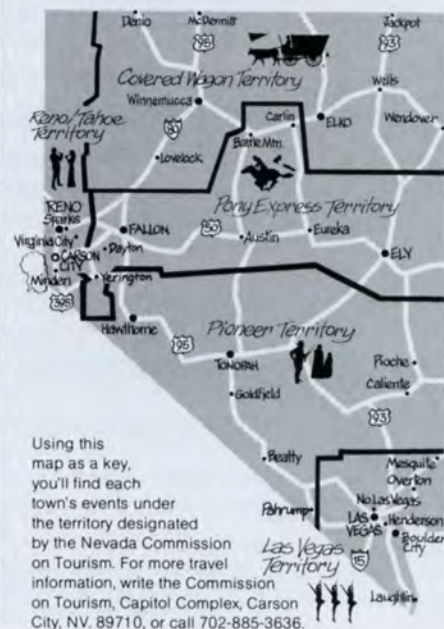 Denio
McDermitt
Jackpot
95
93
Covered Wagon Territory
Wells
Winnemucca
Reno/Tahoe
Territory
Carlin
ELKO
Wendover
80
Battle Mtn.
Lovelock
Pony Express Territory
RENO
Sparks
FALLON
50
Eureka
Virginia City
Austin
Dayton
ELY
CARSON
CITY
Minden
Yerington
395
Hawthorne
Pioneer Territory
95
TONOPAH
Pioche
Caliente
Goldfield
93
Using this
map as a key,
you'll find each
town's events under
the territory designated
by the Nevada Commission
on Tourism. For more travel
information, write the Commission
on Tourism, Capitol Complex, Carson
City, NV. 89710, or call 702-885-3636.
Beatty
Mesquite
Overton
No. Las Vegas
Pahrump
LAS
VEGAS
Henderson
Boulder
City
Las Vegas
Territory
15
Laughlin